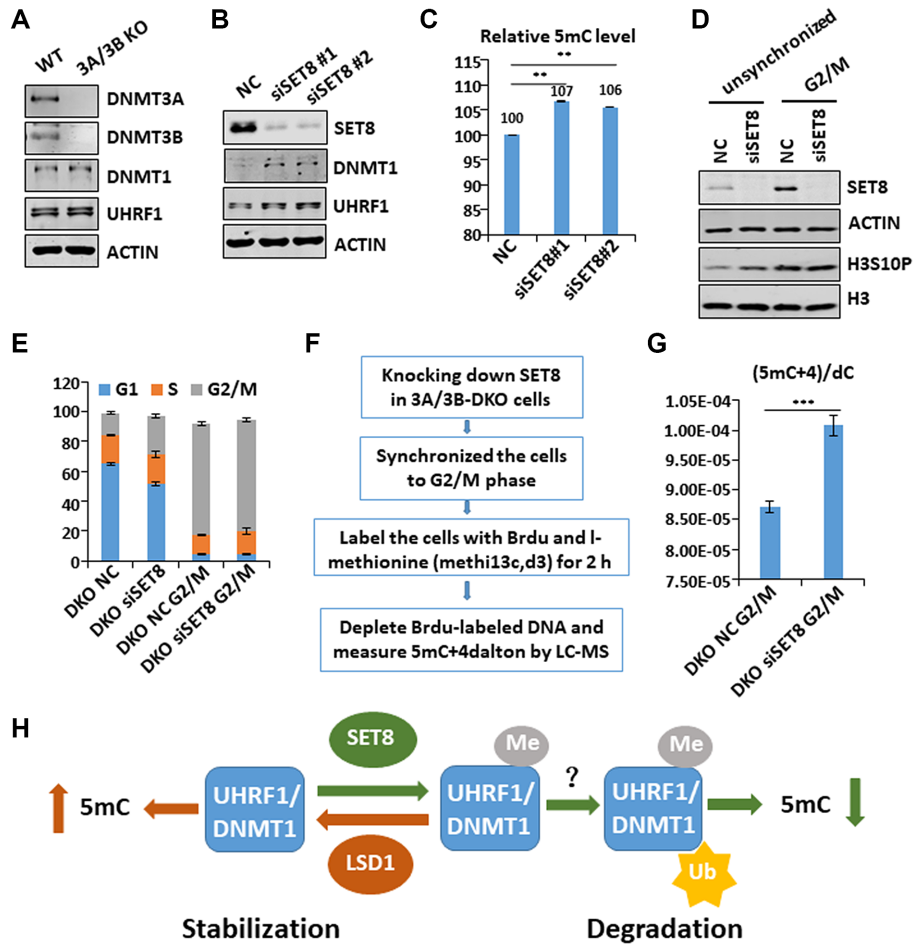 A
WT
3A/3B KO
DNMT3A
DNMT3B
DNMT1
UHRF1
ACTIN
B
NC
siSET8 #1
siSET8 #2
SET8
DNMT1
UHRF1
ACTIN
C
Relative 5mC level
115
110
105
100
95
90
85
80
**
**
100
107
106
NC
siSET8#1
siSET8#2
D
unsynchronized
G2/M
NC
siSET8
NC
siSET8
SET8
ACTIN
H3S10P
H3
E
G1
S
G2/M
120
100
80
60
40
20
0
DKO NC
DKO siSET8
DKO NC G2/M
DKO siSET8 G2/M
F
Knocking down SET8
in 3A/3B-DKO cells
Synchronized the cells
to G2/M phase
Label the cells with Brdu and l-
methionine (methi13c,d3) for 2 h
Deplete Brdu-labeled DNA and
measure 5mC+4dalton by LC-MS
G
(5mC+4)/dC
1.05E-04
1.00E-04
9.50E-05
9.00E-05
8.50E-05
8.00E-05
7.50E-05
***
DKO NC G2/M
DKO siSET8 G2/M
H
5mC
UHRF1/
DNMT1
SET8
LSD1
Me
UHRF1/
DNMT1
?
Me
UHRF1/
DNMT1
Ub
5mC
Stabilization
Degradation